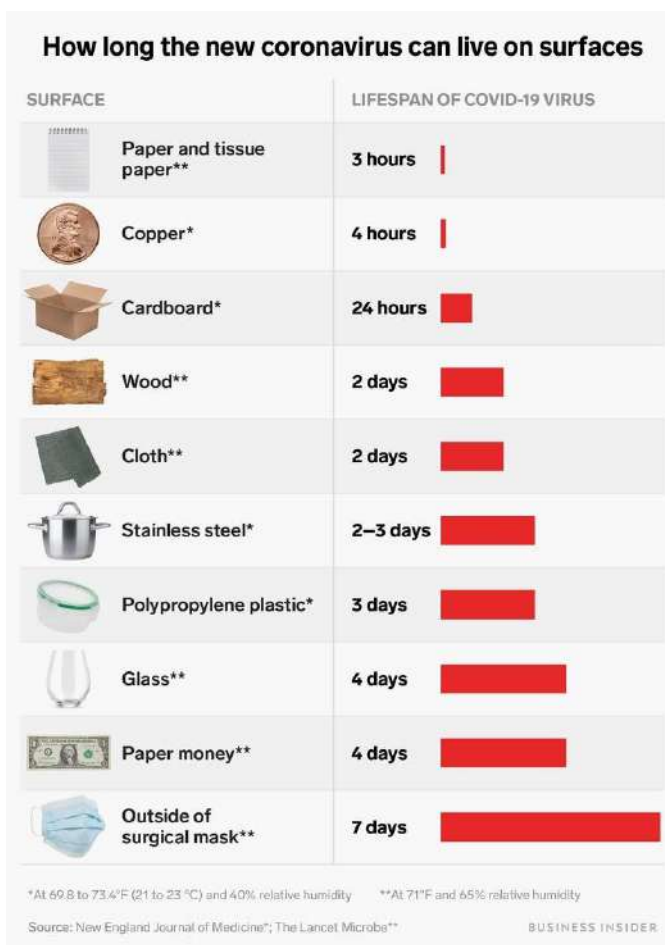 How long the new coronavirus can live on surfaces
SURFACE
LIFESPAN OF COVID-19 VIRUS
Paper and tissue
paper**
3 hours
Copper*
4 hours
Cardboard*
24 hours
Wood**
2 days
Cloth**
2 days
Stainless steel*
2–3 days
Polypropylene plastic*
3 days
Glass**
4 days
Paper money**
4 days
Outside of
surgical mask**
7 days
*At 69.8 to 73.4°F (21 to 23 °C) and 40% relative humidity
**At 71°F and 65% relative humidity
Source: New England Journal of Medicine*; The Lancet Microbe**
BUSINESS INSIDER